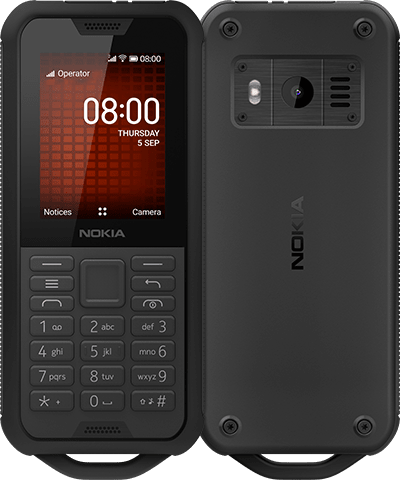 08:00
Operator
08:00
THURSDAY
5 SEP
Notices
Camera
NOKIA
1
2 abc
def 3
4 ghi
5 jkl
mno 6
7 pqrs
8 tuv
wxyz 9
* +
0
#
NOKIA